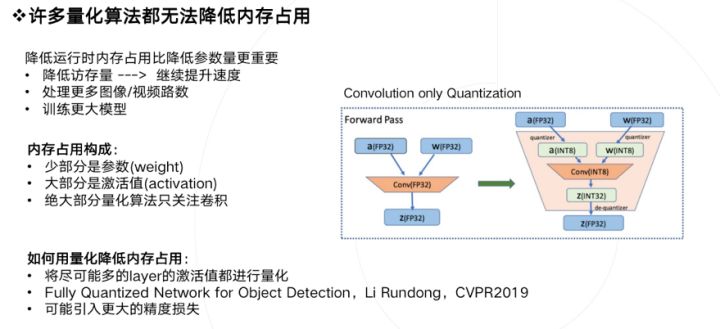 ❖许多量化算法都无法降低内存占用
降低运行时内存占用比降低参数量更重要
• 降低访存量 ---> 继续提升速度
• 处理更多图像/视频路数
• 训练更大模型
内存占用构成：
• 少部分是参数(weight)
• 大部分是激活值(activation)
• 绝大部分量化算法只关注卷积
如何用量化降低内存占用：
• 将尽可能多的layer的激活值都进行量化
• Fully Quantized Network for Object Detection，Li Rundong，CVPR2019
• 可能引入更大的精度损失
Convolution only Quantization
Forward Pass
a(FP32) w(FP32)
Conv(FP32)
z(FP32)
a(FP32) w(FP32)
quantizer quantizer
a(INT8) w(INT8)
Conv(INT8)
z(INT32)
de-quantizer
z(FP32)